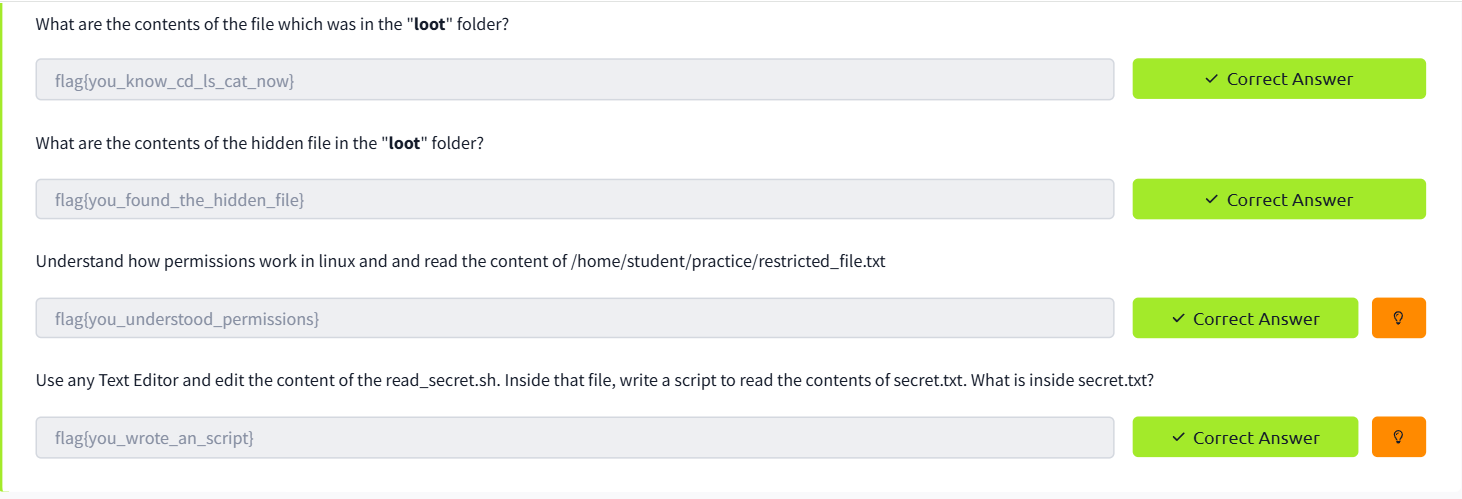 What are the contents of the file which was in the "loot" folder?
flag{you_know_cd_ls_cat_now}
✓ Correct Answer
What are the contents of the hidden file in the "loot" folder?
flag{you_found_the_hidden_file}
✓ Correct Answer
Understand how permissions work in linux and and read the content of /home/student/practice/restricted_file.txt
flag{you_understood_permissions}
✓ Correct Answer
Use any Text Editor and edit the content of the read_secret.sh. Inside that file, write a script to read the contents of secret.txt. What is inside secret.txt?
flag{you_wrote_an_script}
✓ Correct Answer